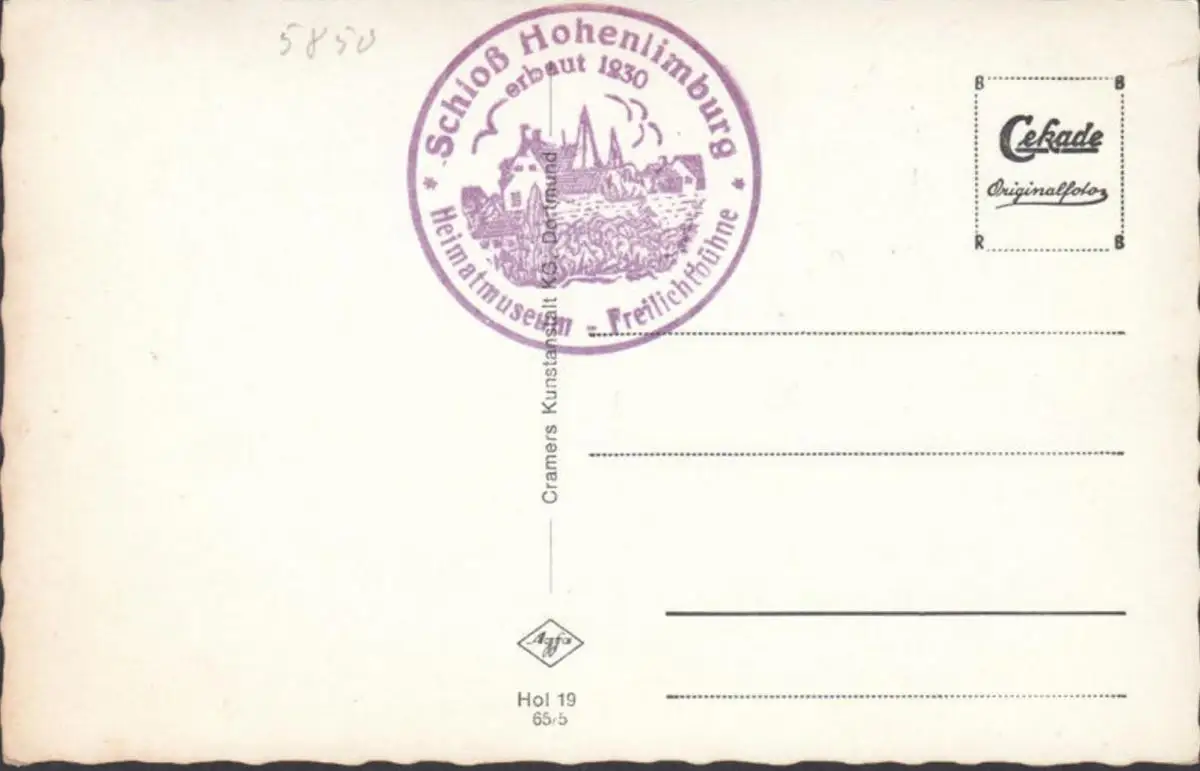 5850
Schloß Hohenlimburg
erbaut 1230
Heimatmuseum - Freilichtbühne
Cramers Kunstanstalt KG, Dortmund
Agfa
Hol 19
65/5
B B
Cekade
Originalfoto
R B